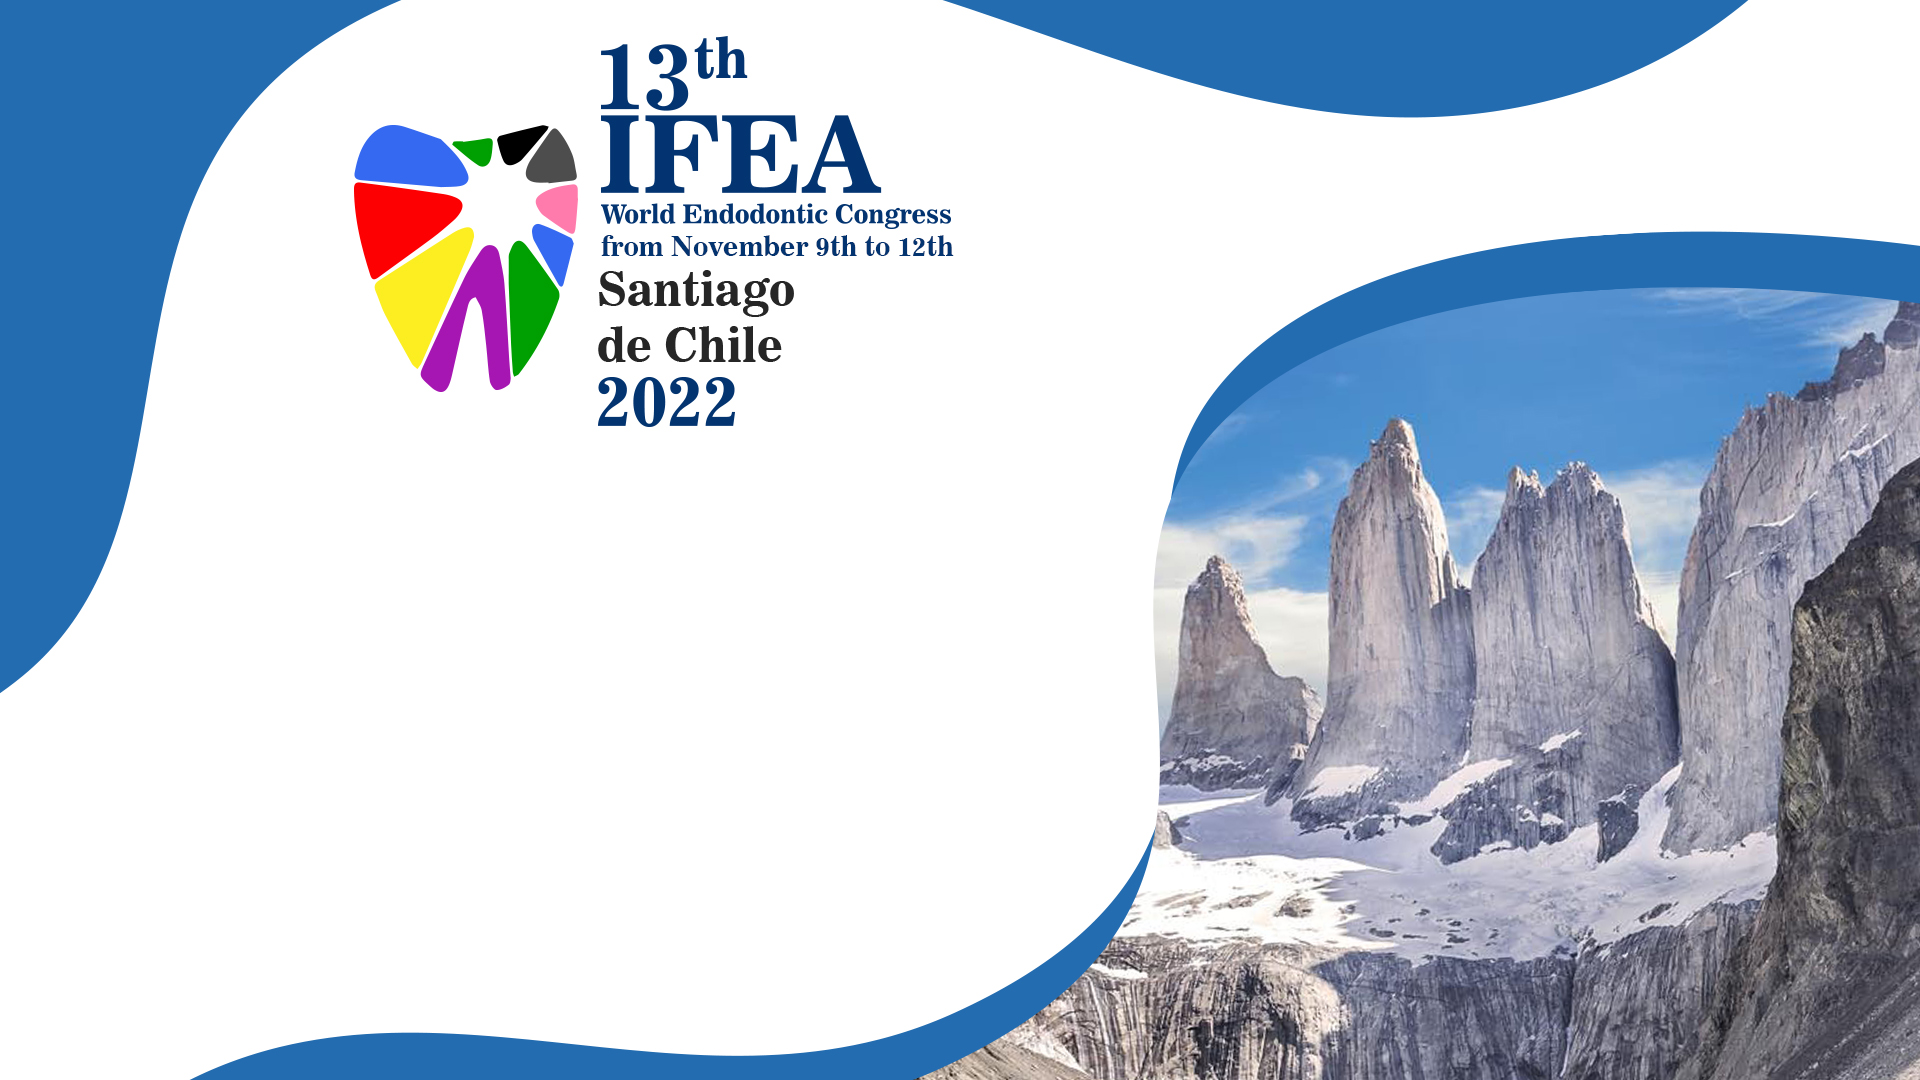 13th
IFEA
World Endodontic Congress
from November 9th to 12th
Santiago
de Chile
2022